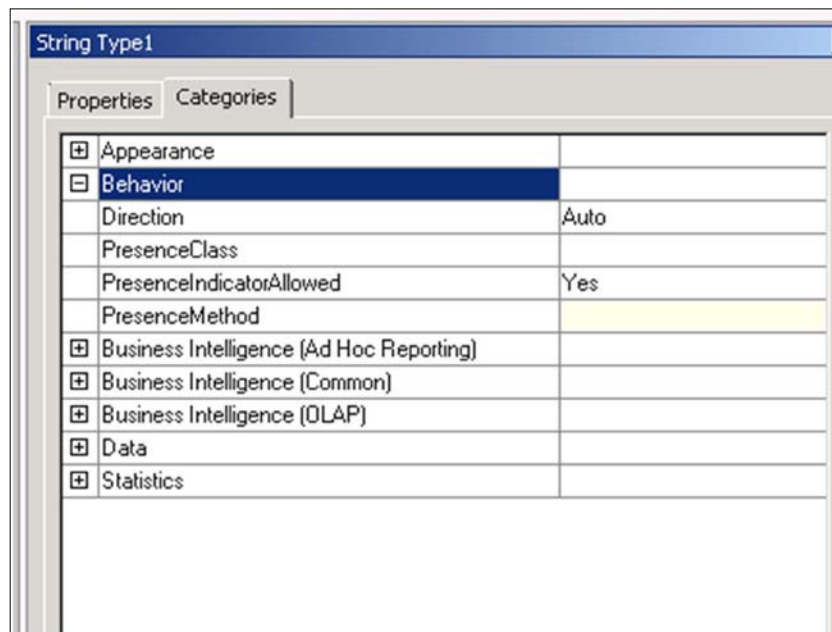 String Type1
Properties Categories
Appearance
Behavior
Direction Auto
PresenceClass
PresenceIndicatorAllowed Yes
PresenceMethod
Business Intelligence (Ad Hoc Reporting)
Business Intelligence (Common)
Business Intelligence (OLAP)
Data
Statistics